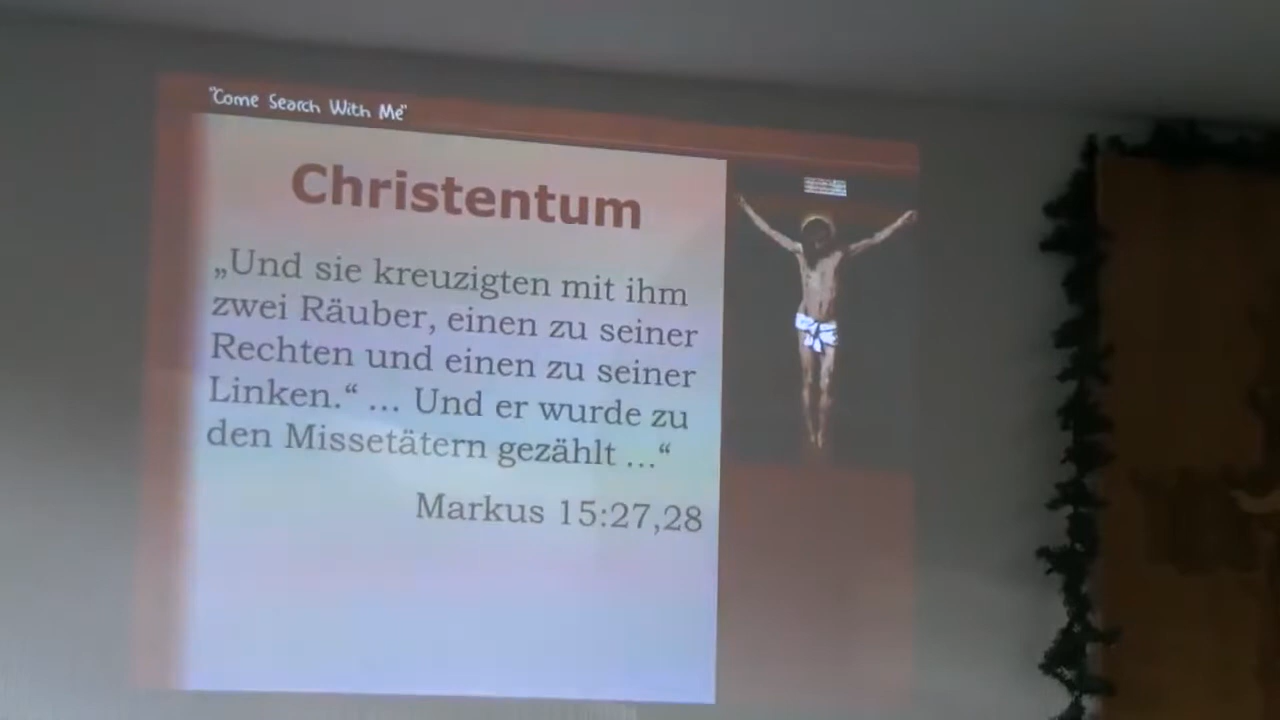 "Come Search With Me"
Christentum
„Und sie kreuzigten mit ihm
zwei Räuber, einen zu seiner
Rechten und einen zu seiner
Linken.“ ... Und er wurde zu
den Missetätern gezählt ...“
Markus 15:27,28